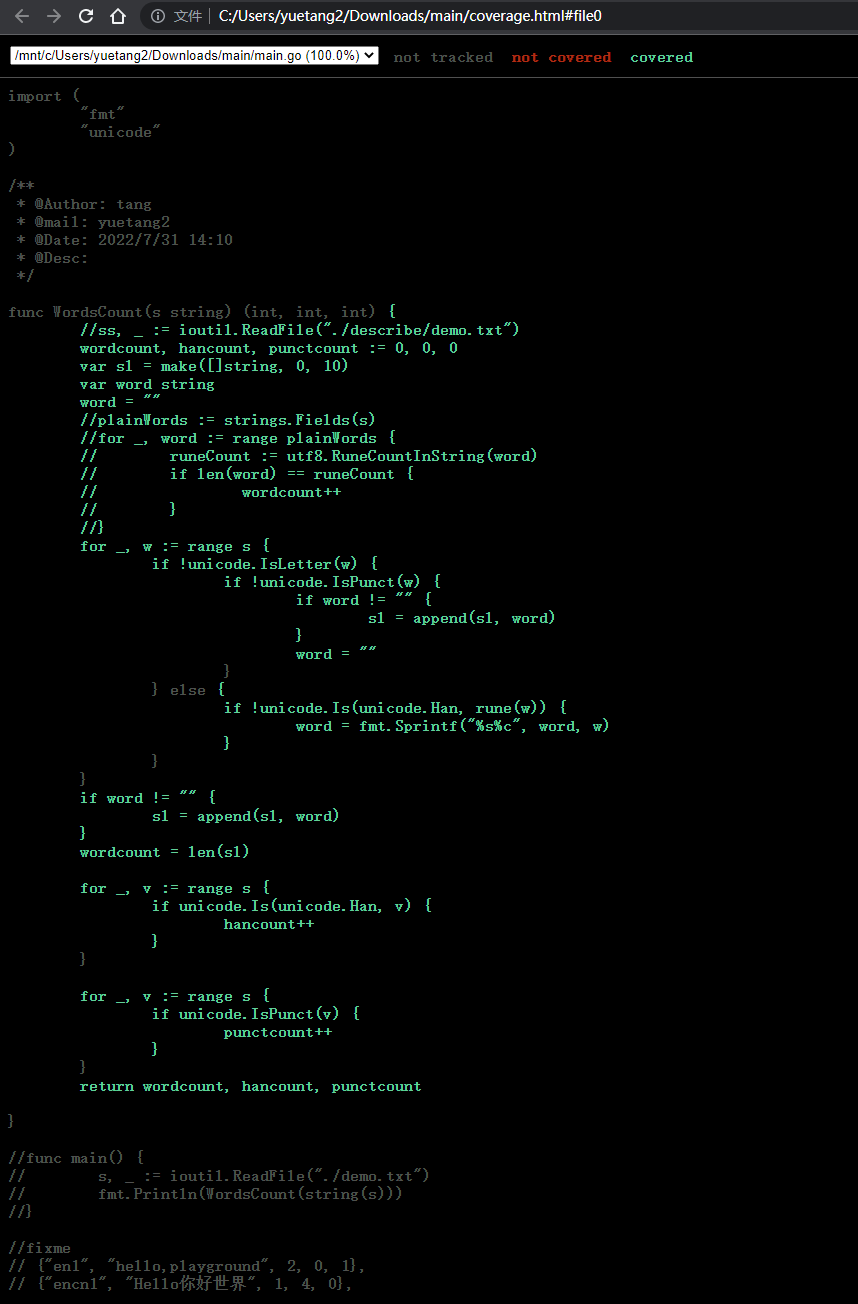 文件 C:/Users/yuetang2/Downloads/main/coverage.html#file0
/mnt/c/Users/yuetang2/Downloads/main/main.go (100.0%) not tracked not covered covered
import (
        "fmt"
        "unicode"
)
/**
 * @Author: tang
 * @mail: yuetang2
 * @Date: 2022/7/31 14:10
 * @Desc:
 */
func WordsCount(s string) (int, int, int) {
        //ss, _ := ioutil.ReadFile("./describe/demo.txt")
        wordcount, hancount, punctcount := 0, 0, 0
        var s1 = make([]string, 0, 10)
        var word string
        word = ""
        //plainWords := strings.Fields(s)
        //for _, word := range plainWords {
        //        runeCount := utf8.RuneCountInString(word)
        //        if len(word) == runeCount {
        //                wordcount++
        //        }
        //}
        for _, w := range s {
                if !unicode.IsLetter(w) {
                        if !unicode.IsPunct(w) {
                                if word != "" {
                                        s1 = append(s1, word)
                                }
                                word = ""
                        }
                } else {
                        if !unicode.Is(unicode.Han, rune(w)) {
                                word = fmt.Sprintf("%s%c", word, w)
                        }
                }
        }
        if word != "" {
                s1 = append(s1, word)
        }
        wordcount = len(s1)
        for _, v := range s {
                if unicode.Is(unicode.Han, v) {
                        hancount++
                }
        }
        for _, v := range s {
                if unicode.IsPunct(v) {
                        punctcount++
                }
        }
        return wordcount, hancount, punctcount
}
//func main() {
//        s, _ := ioutil.ReadFile("./demo.txt")
//        fmt.Println(WordsCount(string(s)))
//}
//fixme
// {"en1", "hello,playground", 2, 0, 1},
// {"encn1", "Hello你好世界", 1, 4, 0},